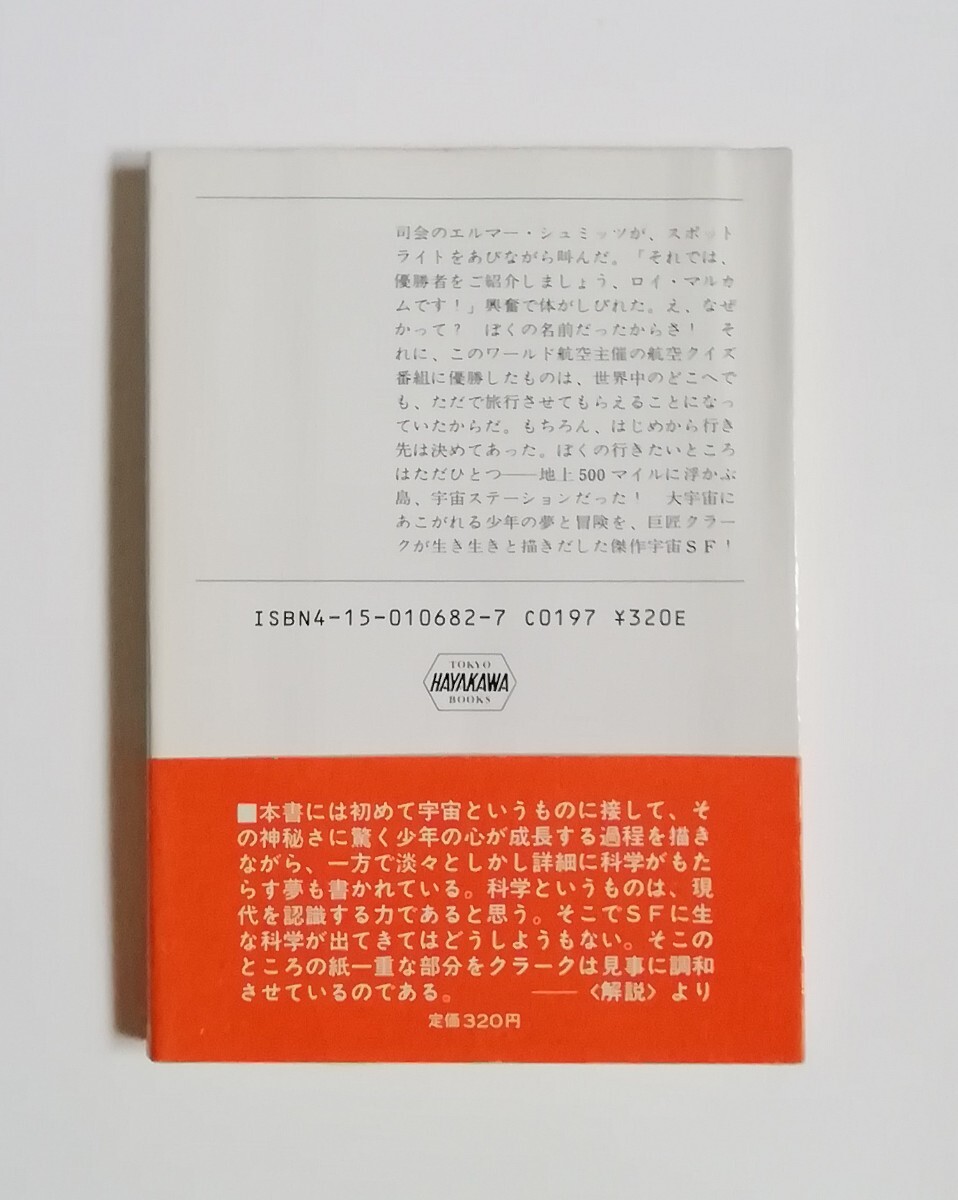 司会のエルマー・シュミッツが、スポット
ライトをあびながら叫んだ。「それでは、
優勝者をご紹介しましょう、ロイ・マルカ
ムです！」興奮で体がしびれた。え、なぜ
かって？　ぼくの名前だったからさ！　そ
れに、このワールド航空主催の航空クイズ
番組に優勝したものは、世界中のどこへで
も、ただで旅行させてもらえることになっ
ていたからだ。もちろん、はじめから行き
先は決めてあった。ぼくの行きたいところ
はただひとつ――地上500マイルに浮かぶ
島、宇宙ステーションだった！　大宇宙に
あこがれる少年の夢と冒険を、巨匠クラー
クが生き生きと描きだした傑作宇宙ＳＦ！
ISBN4-15-010682-7 C0197 ¥320E
TOKYO
HAYAKAWA
BOOKS
■本書には初めて宇宙というものに接して、そ
の神秘さに驚く少年の心が成長する過程を描き
ながら、一方で淡々としかし詳細に科学がもた
らす夢も書かれている。科学というものは、現
代を認識する力であると思う。そこでＳＦに生
な科学が出てきてはどうしようもない。そこの
ところの紙一重な部分をクラークは見事に調和
させているのである。　――〈解説〉より
定価320円